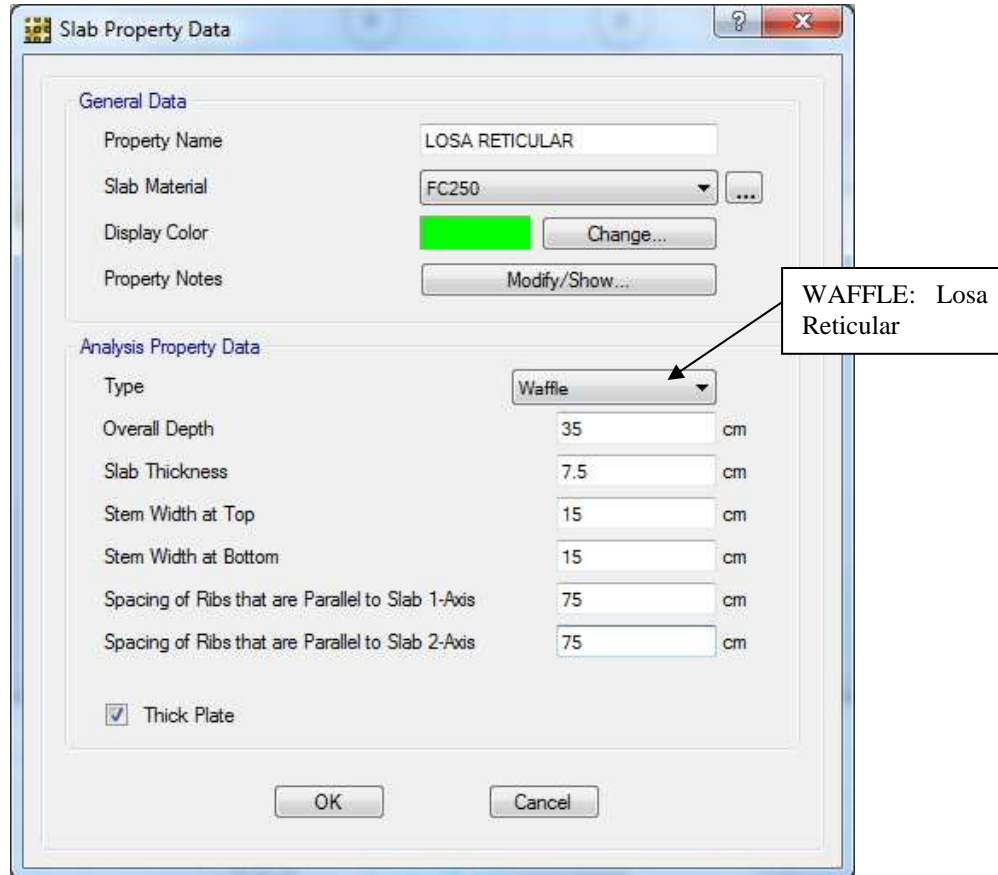 Slab Property Data
General Data
Property Name LOSA RETICULAR
Slab Material FC250 ...
Display Color Change...
Property Notes Modify/Show...
WAFFLE: Losa
Reticular
Analysis Property Data
Type Waffle
Overall Depth 35 cm
Slab Thickness 7.5 cm
Stem Width at Top 15 cm
Stem Width at Bottom 15 cm
Spacing of Ribs that are Parallel to Slab 1-Axis 75 cm
Spacing of Ribs that are Parallel to Slab 2-Axis 75 cm
Thick Plate
OK Cancel